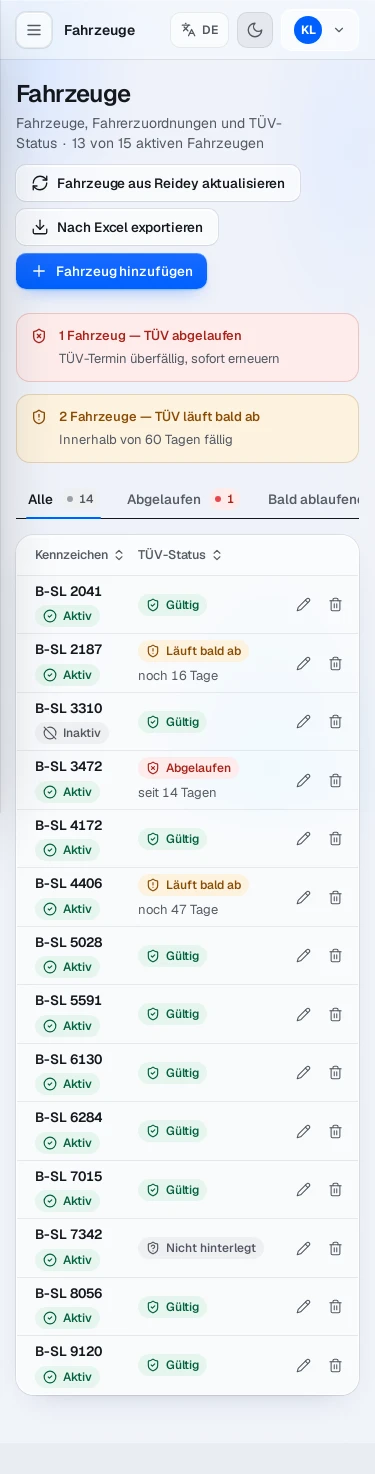 Fahrzeuge
DE
KL
Fahrzeuge
Fahrzeuge, Fahrerzuordnungen und TÜV-
Status · 13 von 15 aktiven Fahrzeugen
Fahrzeuge aus Reidey aktualisieren
Nach Excel exportieren
Fahrzeug hinzufügen
1 Fahrzeug — TÜV abgelaufen
TÜV-Termin überfällig, sofort erneuern
2 Fahrzeuge — TÜV läuft bald ab
Innerhalb von 60 Tagen fällig
Alle 14 Abgelaufen 1 Bald ablaufend
Kennzeichen TÜV-Status
B-SL 2041
Aktiv
Gültig
B-SL 2187
Aktiv
Läuft bald ab
noch 16 Tage
B-SL 3310
Inaktiv
Gültig
B-SL 3472
Aktiv
Abgelaufen
seit 14 Tagen
B-SL 4172
Aktiv
Gültig
B-SL 4406
Aktiv
Läuft bald ab
noch 47 Tage
B-SL 5028
Aktiv
Gültig
B-SL 5591
Aktiv
Gültig
B-SL 6130
Aktiv
Gültig
B-SL 6284
Aktiv
Gültig
B-SL 7015
Aktiv
Gültig
B-SL 7342
Aktiv
Nicht hinterlegt
B-SL 8056
Aktiv
Gültig
B-SL 9120
Aktiv
Gültig